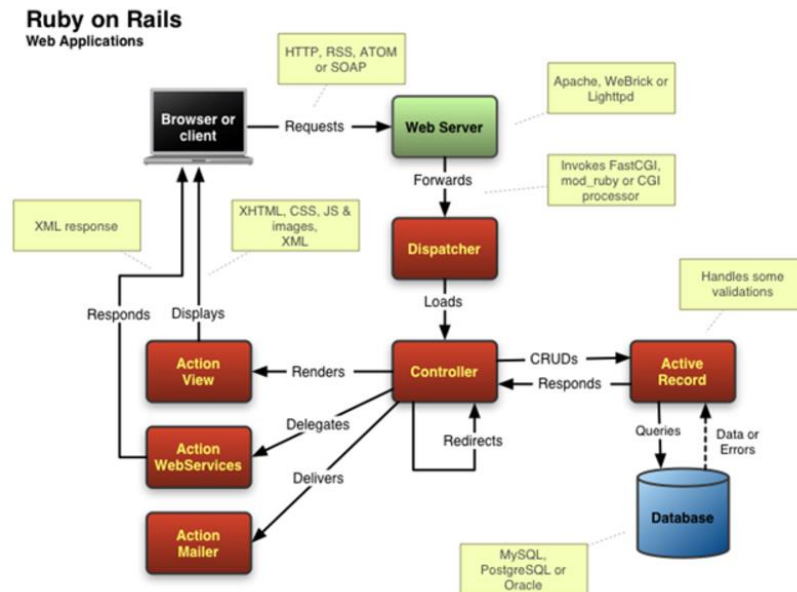 Ruby on Rails
Web Applications
HTTP, RSS, ATOM
or SOAP
Apache, WeBrick or
Lighttpd
Browser or
client
Requests
Web Server
Invokes FastCGI,
mod_ruby or CGI
processor
Forwards
XML response
XHTML, CSS, JS &
images,
XML
Dispatcher
Handles some
validations
Loads
Responds
Displays
Action
View
Renders
Controller
CRUDs
Responds
Active
Record
Delegates
Redirects
Queries
Data or
Errors
Action
WebServices
Delivers
Action
Mailer
Database
MySQL,
PostgreSQL or
Oracle